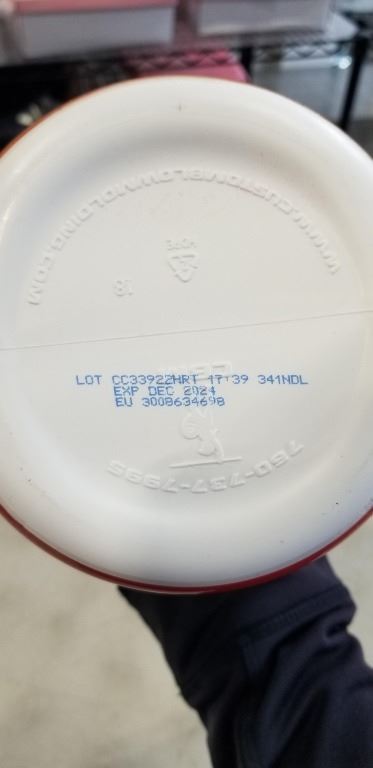 WWW.CUSTOMBLOWMOLDING.COM
HDPE
18
LOT CC33922HRT 17:39 341NDL
EXP DEC 2024
EU 3008634698
760-737-7995